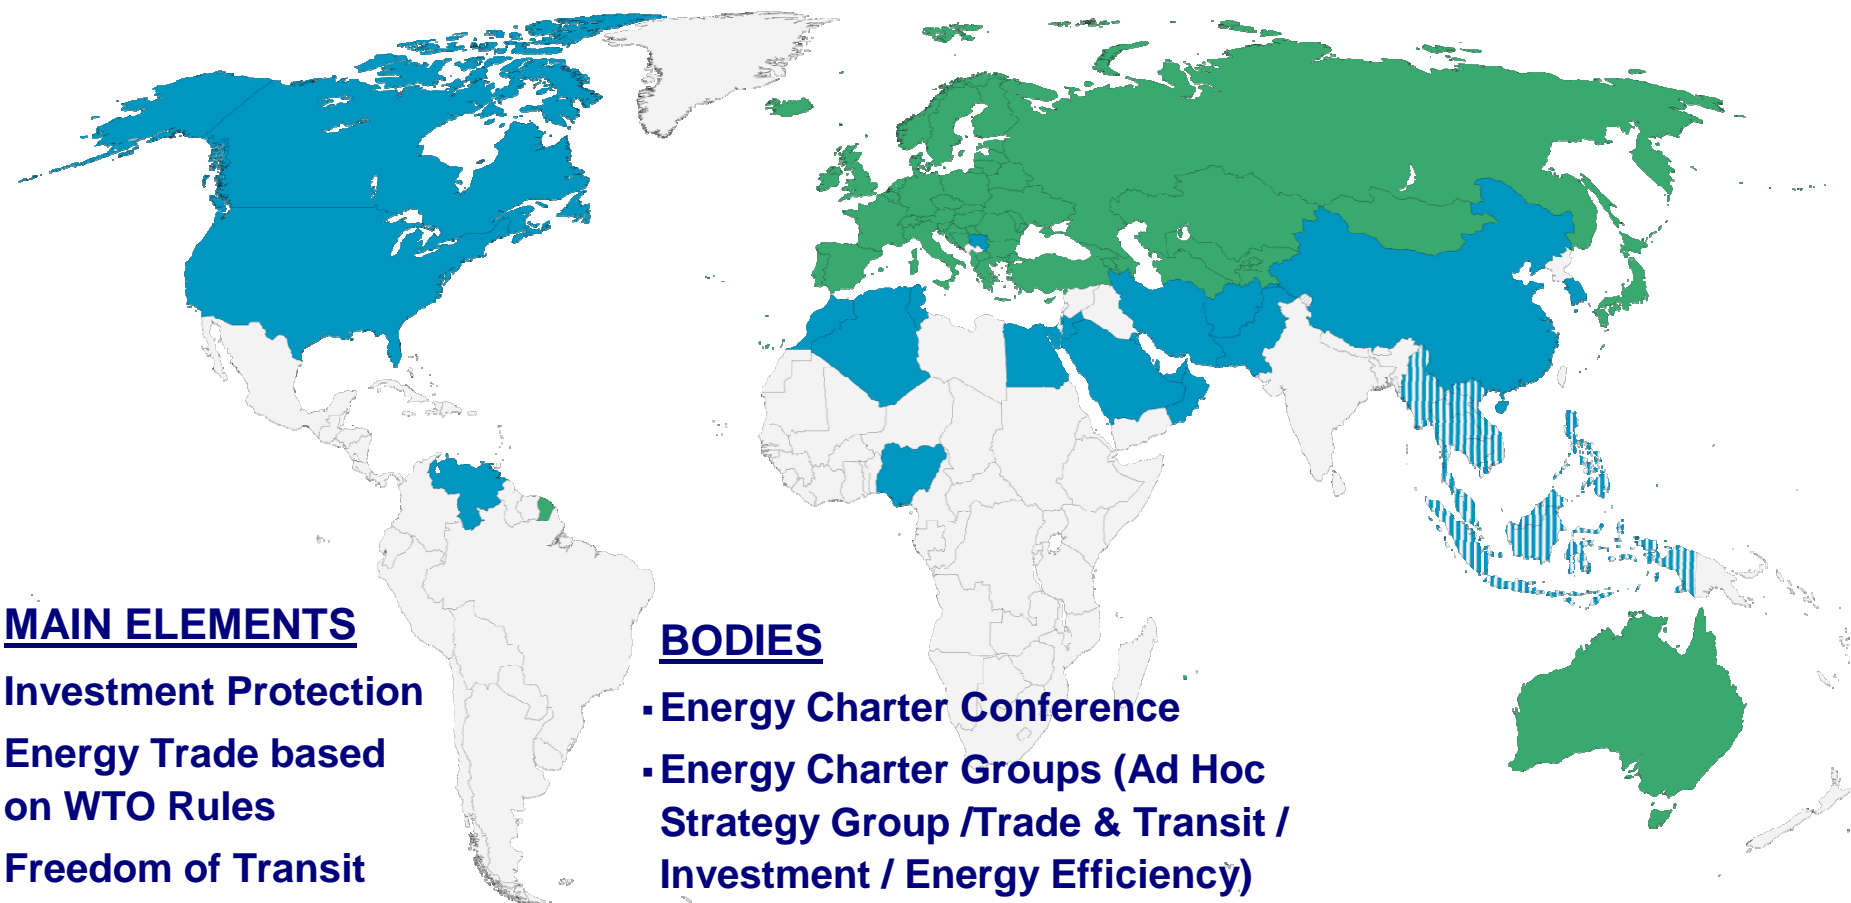 MAIN ELEMENTS
Investment Protection
Energy Trade based
on WTO Rules
Freedom of Transit
BODIES
▪ Energy Charter Conference
▪ Energy Charter Groups (Ad Hoc
Strategy Group /Trade & Transit /
Investment / Energy Efficiency)